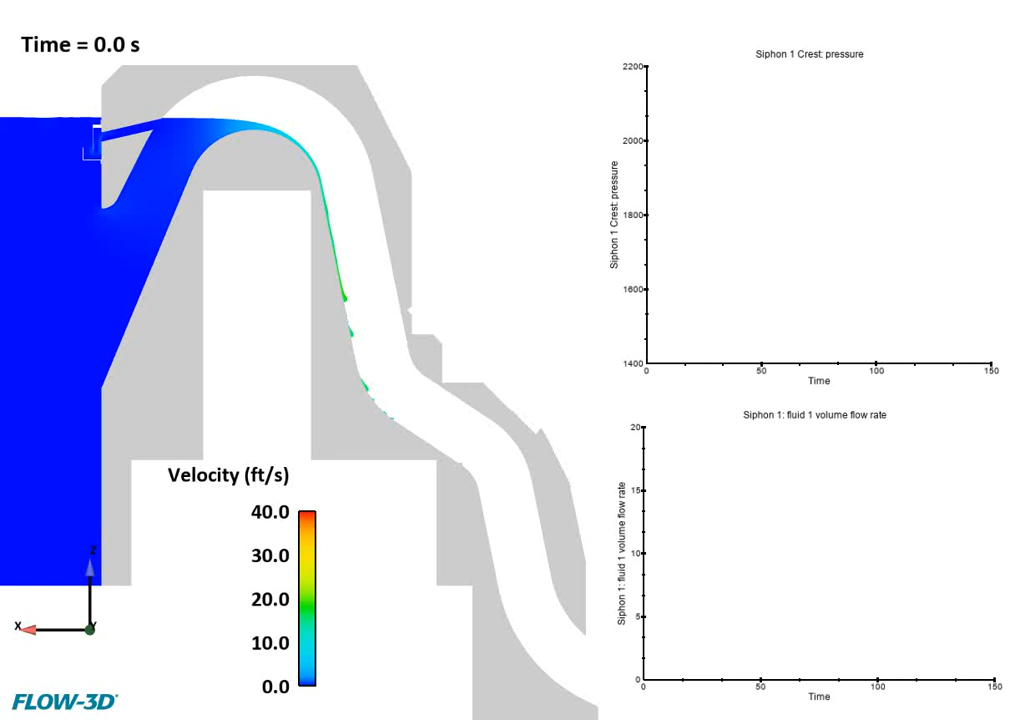 Time = 0.0 s
Velocity (ft/s)
40.0
30.0
20.0
10.0
0.0
Z
X
Y
FLOW-3D
Siphon 1 Crest: pressure
Siphon 1 Crest: pressure
2200
2000
1800
1600
1400
0
50
100
150
Time
Siphon 1: fluid 1 volume flow rate
Siphon 1: fluid 1 volume flow rate
20
15
10
5
0
0
50
100
150
Time